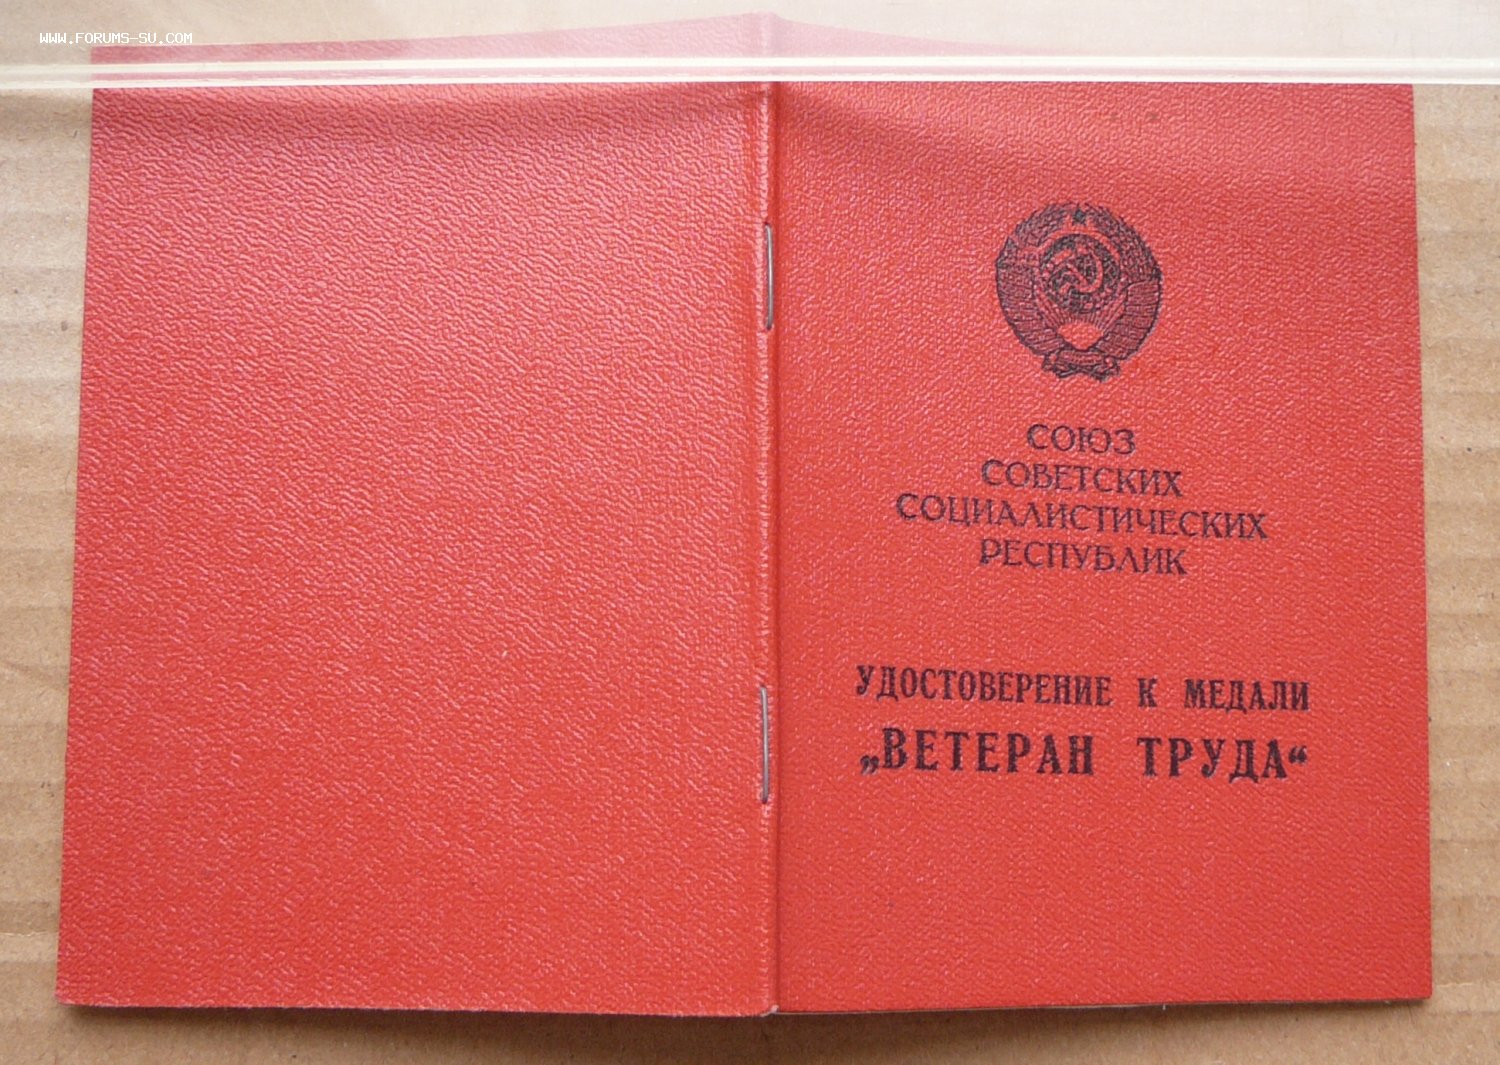 WWW.FORUMS-SU.COM
СОЮЗ
СОВЕТСКИХ
СОЦИАЛИСТИЧЕСКИХ
РЕСПУБЛИК
УДОСТОВЕРЕНИЕ К МЕДАЛИ
„ВЕТЕРАН ТРУДА“